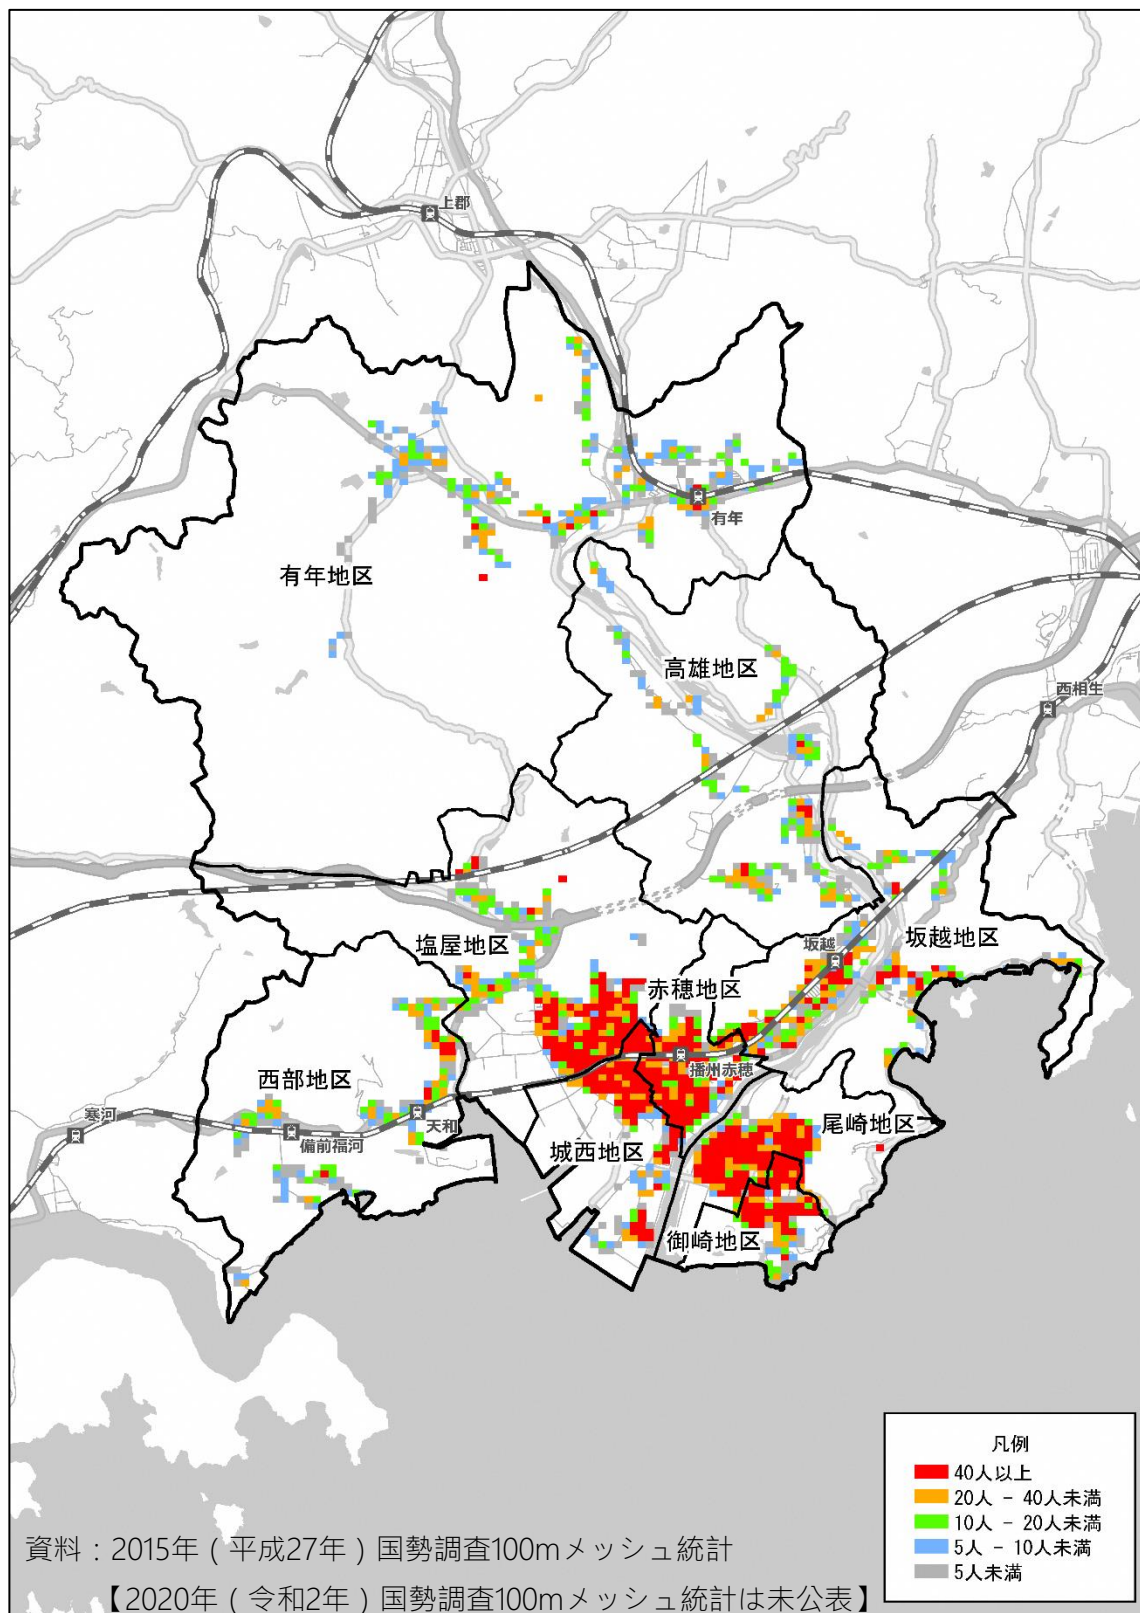 上郡
有年
有年地区
高雄地区
西相生
塩屋地区
坂越
坂越地区
赤穂地区
播州赤穂
西部地区
寒河
備前福河
天和
城西地区
尾崎地区
御崎地区
凡例
40人以上
20人 - 40人未満
10人 - 20人未満
5人 - 10人未満
5人未満
資料：2015年（平成27年）国勢調査100mメッシュ統計
【2020年（令和2年）国勢調査100mメッシュ統計は未公表】